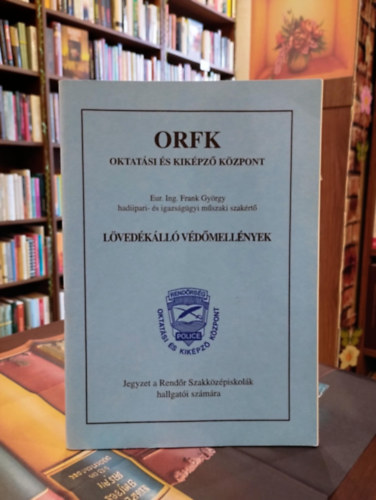 ORFK
OKTATÁSI ÉS KIKÉPZŐ KÖZPONT
Eur. Ing. Frank György
hadiipari- és igazságügyi műszaki szakértő
LÖVEDÉKÁLLÓ VÉDŐMELLÉNYEK
RENDŐRSÉG
POLICE
OKTATÁSI ÉS KIKÉPZŐ KÖZPONT
Jegyzet a Rendőr Szakközépiskolák
hallgatói számára